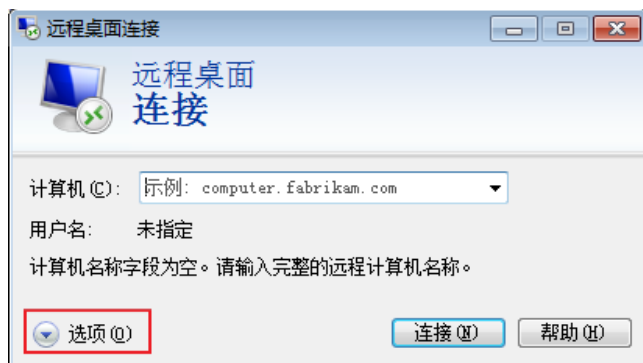 远程桌面连接
远程桌面
连接
计算机(C): 示例: computer.fabrikam.com
用户名: 未指定
计算机名称字段为空。请输入完整的远程计算机名称。
选项(O) 连接(N) 帮助(H)